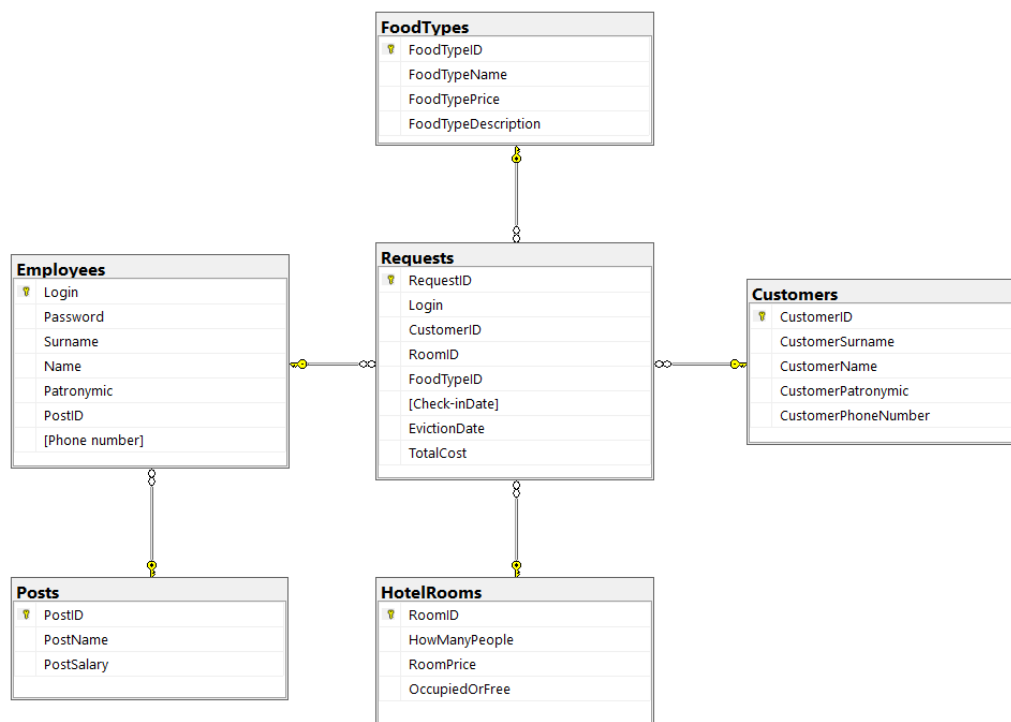 FoodTypes
FoodTypeID
FoodTypeName
FoodTypePrice
FoodTypeDescription
Employees
Login
Password
Surname
Name
Patronymic
PostID
[Phone number]
Requests
RequestID
Login
CustomerID
RoomID
FoodTypeID
[Check-inDate]
EvictionDate
TotalCost
Customers
CustomerID
CustomerSurname
CustomerName
CustomerPatronymic
CustomerPhoneNumber
Posts
PostID
PostName
PostSalary
HotelRooms
RoomID
HowManyPeople
RoomPrice
OccupiedOrFree